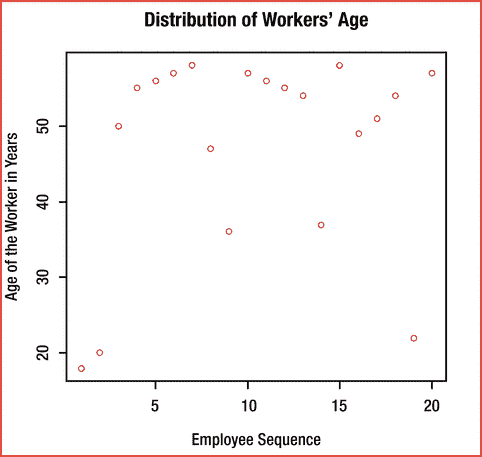 Distribution of Workers' Age
Age of the Worker in Years
50
40
30
20
5 10 15 20
Employee Sequence